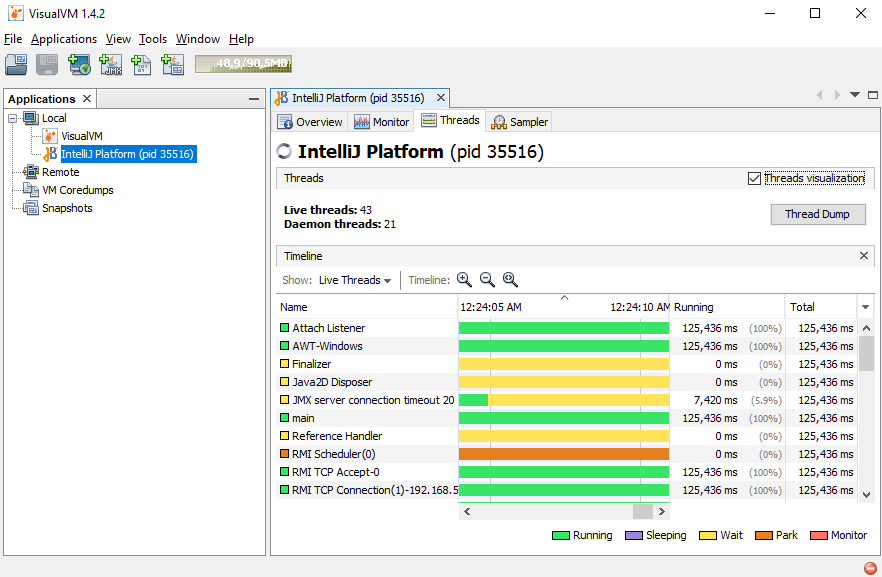 VisualVM 1.4.2
File Applications View Tools Window Help
48,9/90,5MB
Applications
Local
VisualVM
IntelliJ Platform (pid 35516)
Remote
VM Coredumps
Snapshots
IntelliJ Platform (pid 35516)
Overview Monitor Threads Sampler
IntelliJ Platform (pid 35516)
Threads Threads visualization
Live threads: 43
Daemon threads: 21
Thread Dump
Timeline
Show: Live Threads Timeline:
Name 12:24:05 AM 12:24:10 AM Running Total
Attach Listener 125,436 ms (100%) 125,436 ms
AWT-Windows 125,436 ms (100%) 125,436 ms
Finalizer 0 ms (0%) 125,436 ms
Java2D Disposer 0 ms (0%) 125,436 ms
JMX server connection timeout 20 7,420 ms (5.9%) 125,436 ms
main 125,436 ms (100%) 125,436 ms
Reference Handler 0 ms (0%) 125,436 ms
RMI Scheduler(0) 0 ms (0%) 125,436 ms
RMI TCP Accept-0 125,436 ms (100%) 125,436 ms
RMI TCP Connection(1)-192.168.5 125,436 ms (100%) 125,436 ms
Running Sleeping Wait Park Monitor